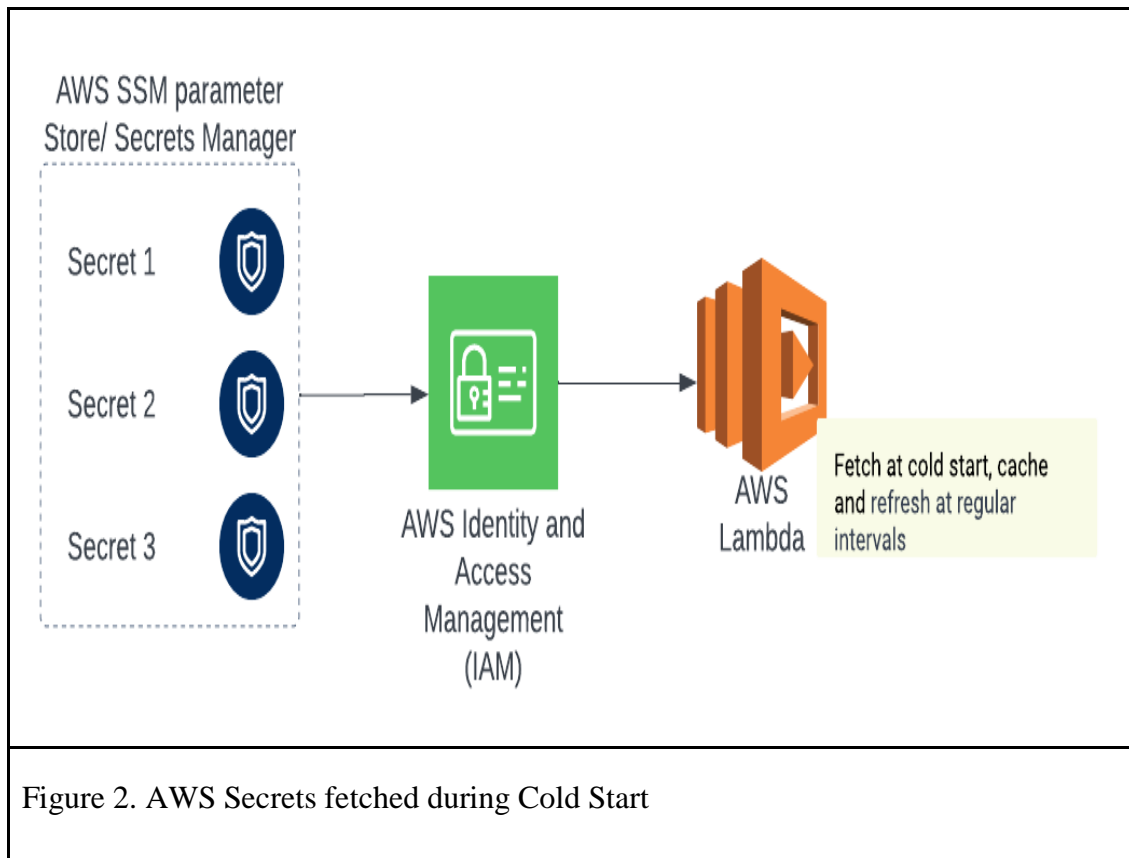 AWS SSM parameter
Store/ Secrets Manager
Secret 1
Secret 2
Secret 3
AWS Identity and
Access
Management
(IAM)
AWS
Lambda
Fetch at cold start, cache
and refresh at regular
intervals
Figure 2. AWS Secrets fetched during Cold Start